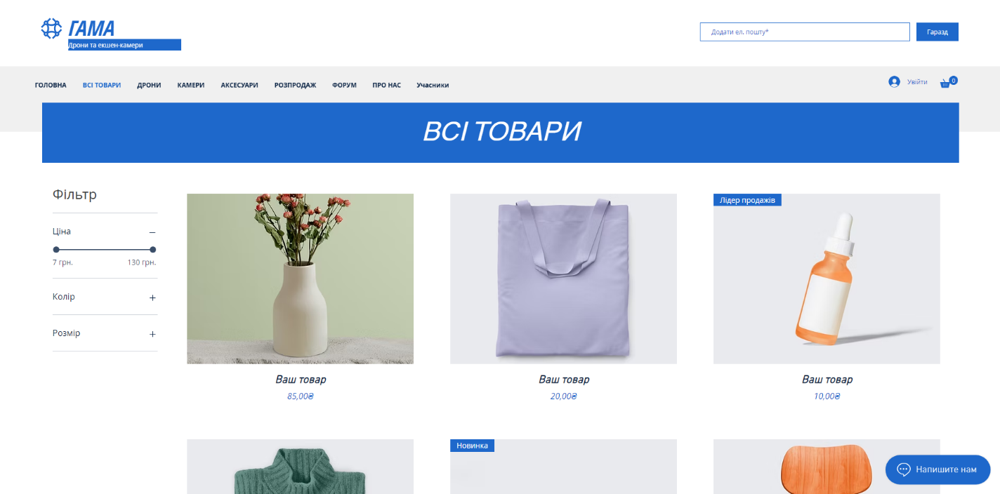 ГАМА
Дрони та екшен-камери
Додати ел, пошту*
Гаразд
ГОЛОВНА ВСІ ТОВАРИ ДРОНИ КАМЕРИ АКСЕСУАРИ РОЗПРОДАЖ ФОРУМ ПРО НАС Учасники
Увійти 0
ВСІ ТОВАРИ
Фільтр
Ціна
7 грн. 130 грн.
Колір
Розмір
Лідер продажів
Ваш товар
85,00₴
Ваш товар
20,00₴
Ваш товар
10,00₴
Новинка
Напишите нам